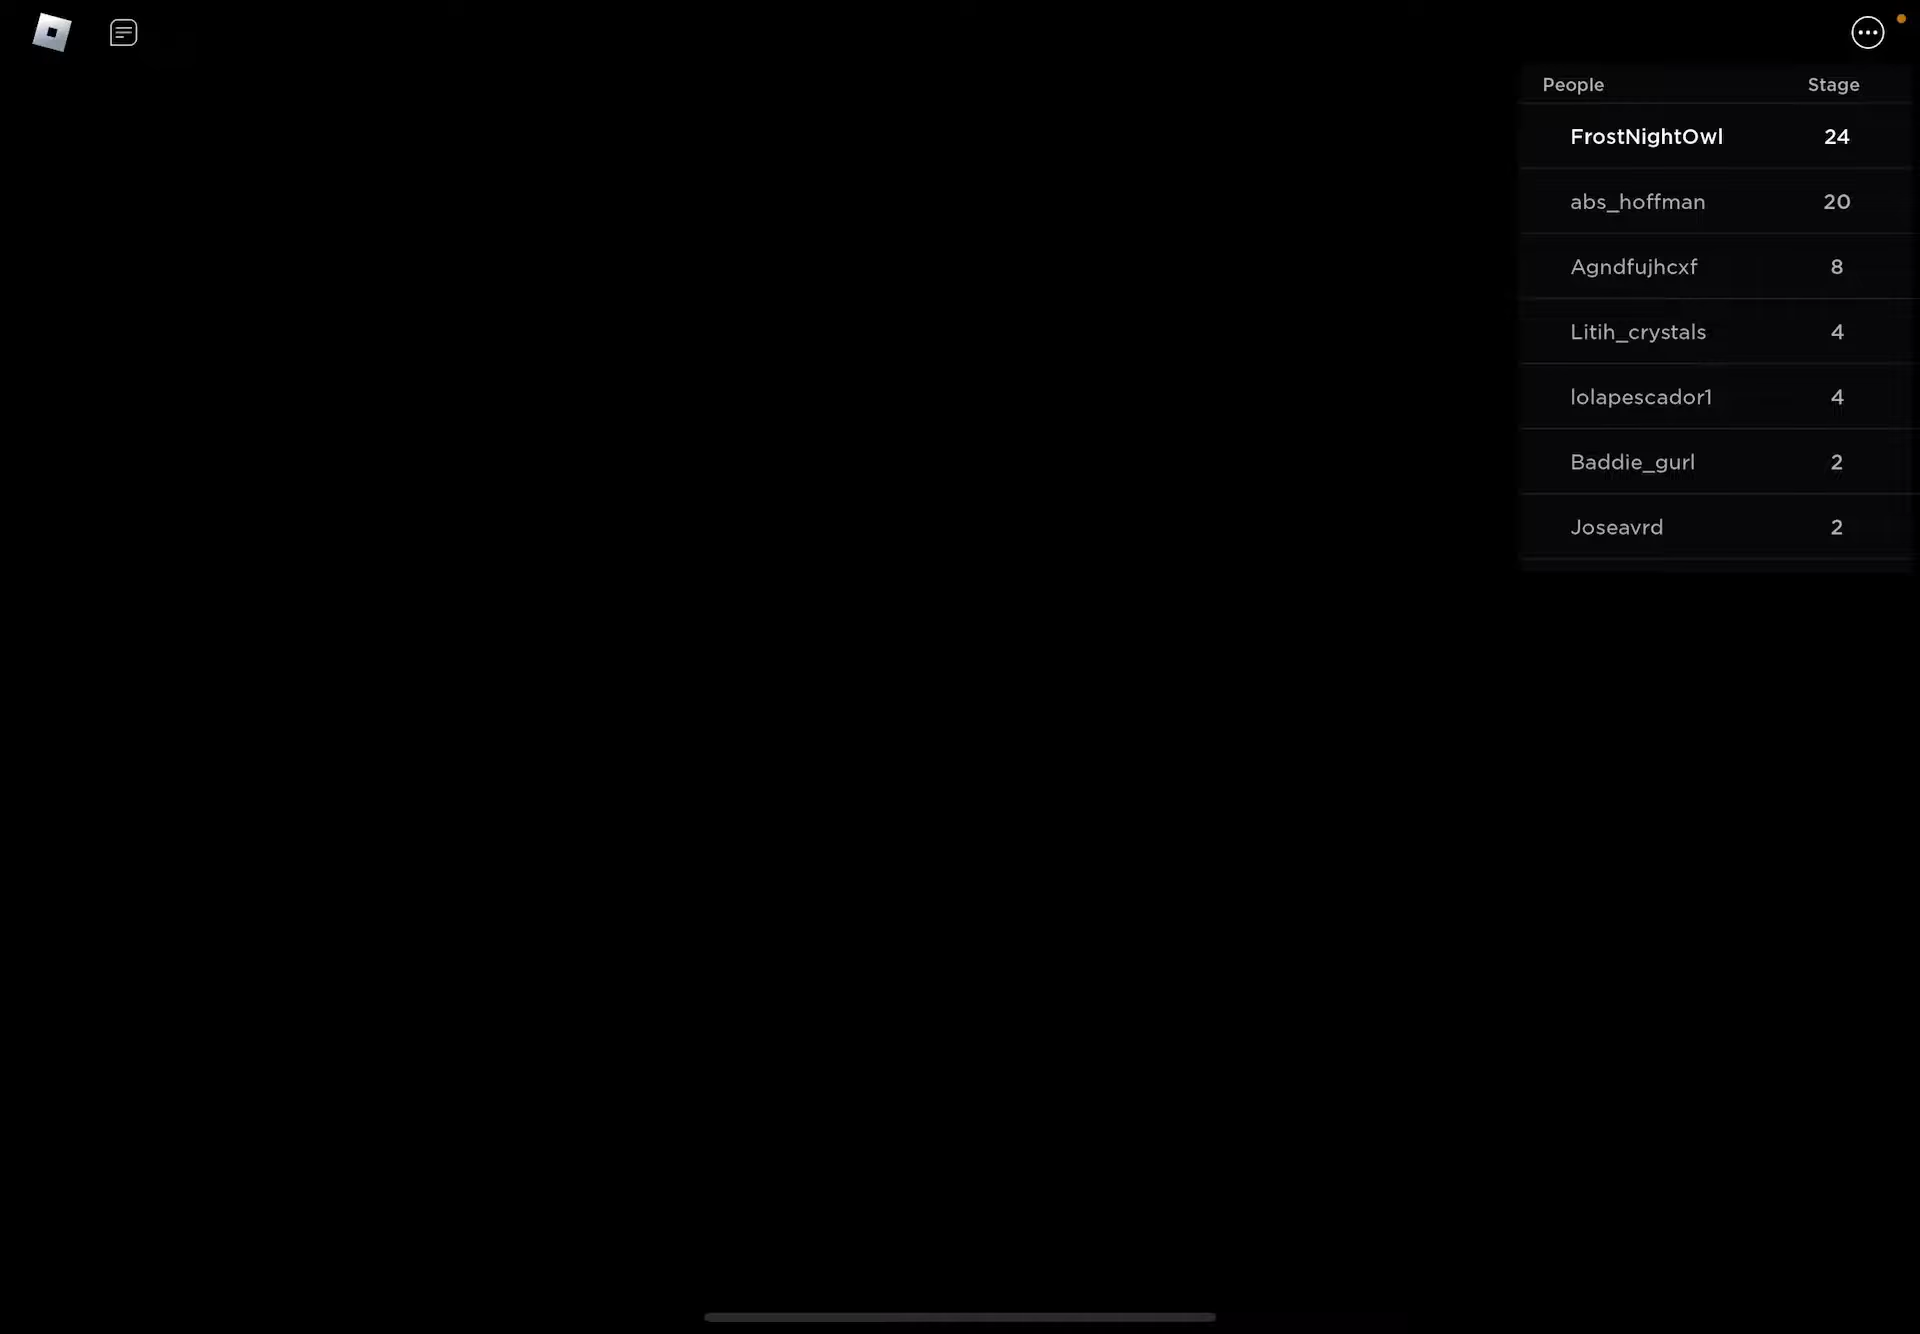 People Stage
FrostNightOwl 24
abs_hoffman 20
Agndfujhcxf 8
Litih_crystals 4
lolapescador1 4
Baddie_gurl 2
Joseavrd 2